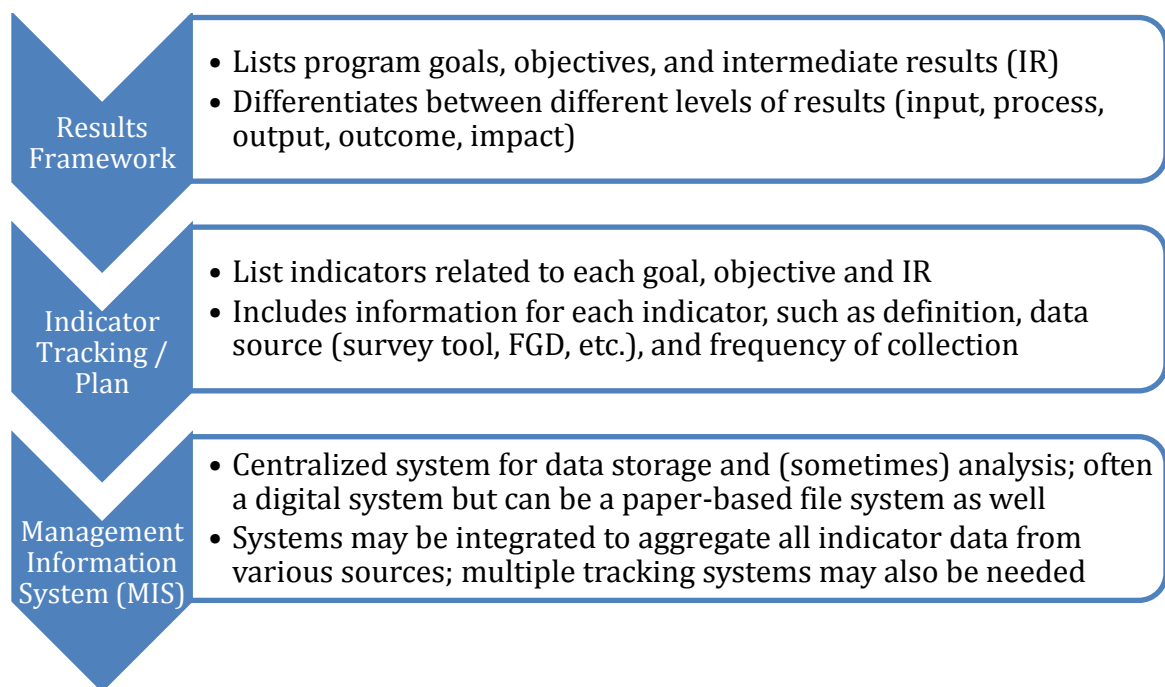 Results
Framework
• Lists program goals, objectives, and intermediate results (IR)
• Differentiates between different levels of results (input, process,
output, outcome, impact)
Indicator
Tracking /
Plan
• List indicators related to each goal, objective and IR
• Includes information for each indicator, such as definition, data
source (survey tool, FGD, etc.), and frequency of collection
Management
Information
System (MIS)
• Centralized system for data storage and (sometimes) analysis; often
a digital system but can be a paper-based file system as well
• Systems may be integrated to aggregate all indicator data from
various sources; multiple tracking systems may also be needed